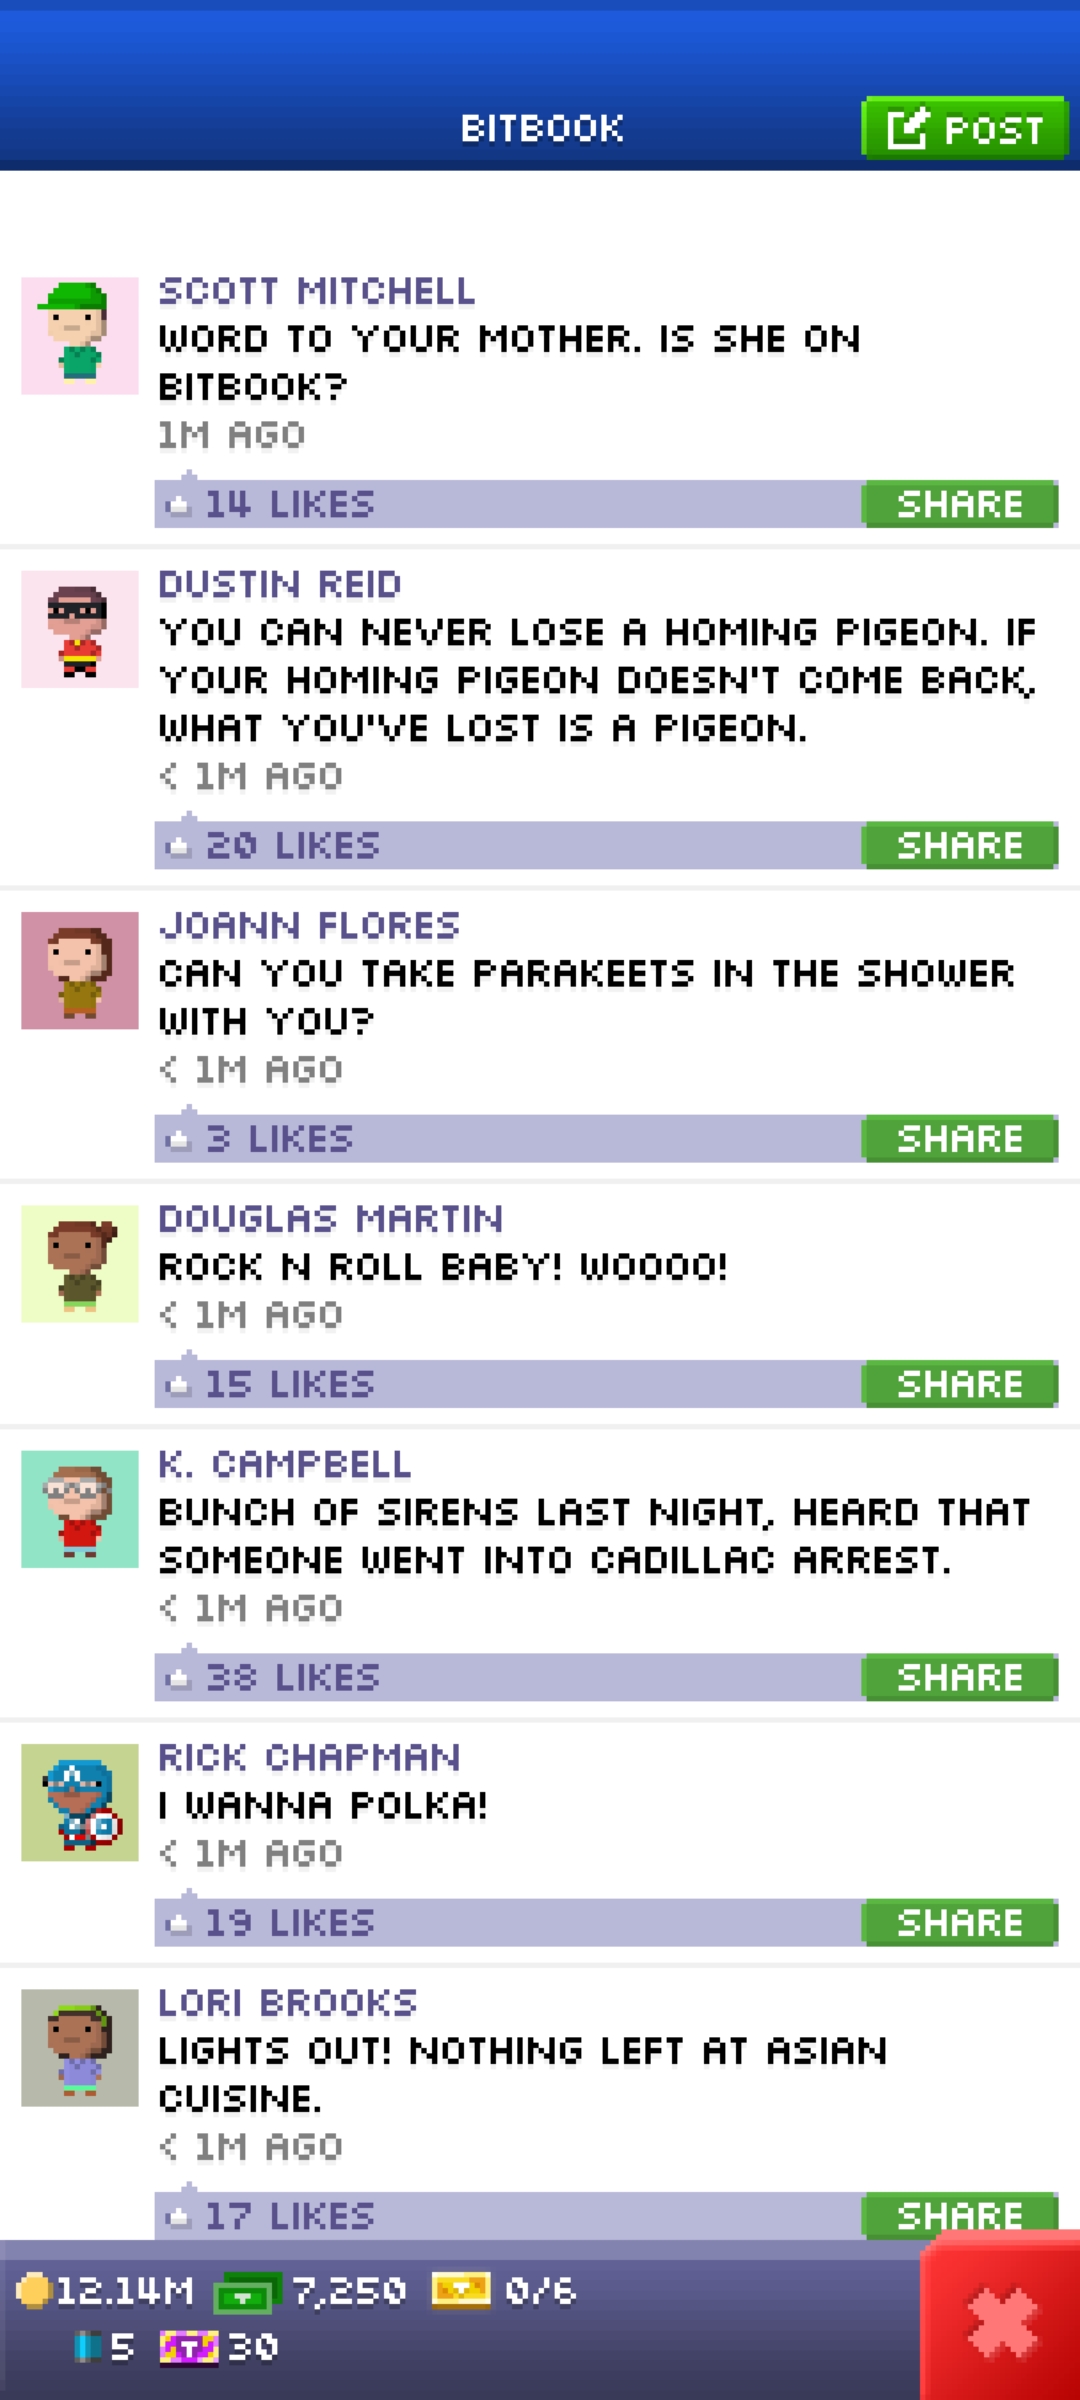 BITBOOK
POST
SCOTT MITCHELL
WORD TO YOUR MOTHER. IS SHE ON
BITBOOK?
1M AGO
14 LIKES
SHARE
DUSTIN REID
YOU CAN NEVER LOSE A HOMING PIGEON. IF
YOUR HOMING PIGEON DOESN'T COME BACK,
WHAT YOU'VE LOST IS A PIGEON.
< 1M AGO
20 LIKES
SHARE
JOANN FLORES
CAN YOU TAKE PARAKEETS IN THE SHOWER
WITH YOU?
< 1M AGO
3 LIKES
SHARE
DOUGLAS MARTIN
ROCK N ROLL BABY! WOOOO!
< 1M AGO
15 LIKES
SHARE
K. CAMPBELL
BUNCH OF SIRENS LAST NIGHT, HEARD THAT
SOMEONE WENT INTO CADILLAC ARREST.
< 1M AGO
38 LIKES
SHARE
RICK CHAPMAN
I WANNA POLKA!
< 1M AGO
19 LIKES
SHARE
LORI BROOKS
LIGHTS OUT! NOTHING LEFT AT ASIAN
CUISINE.
< 1M AGO
17 LIKES
SHARE
12.14M 7,250 0/6
5 T 30